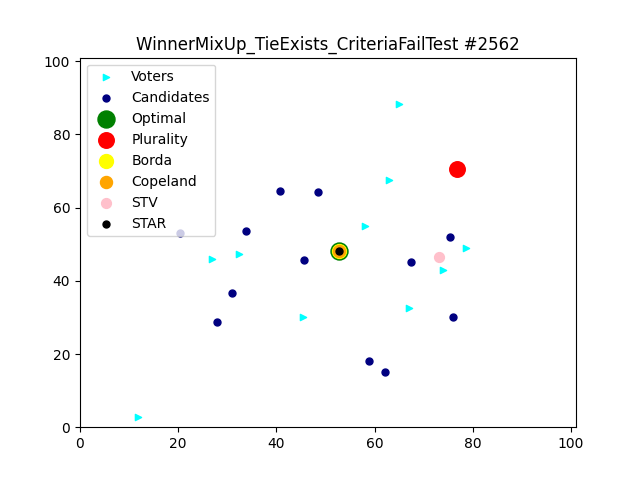 WinnerMixUp_TieExists_CriteriaFailTest #2562
Voters
Candidates
Optimal
Plurality
Borda
Copeland
STV
STAR
100
80
60
40
20
0
0 20 40 60 80 100